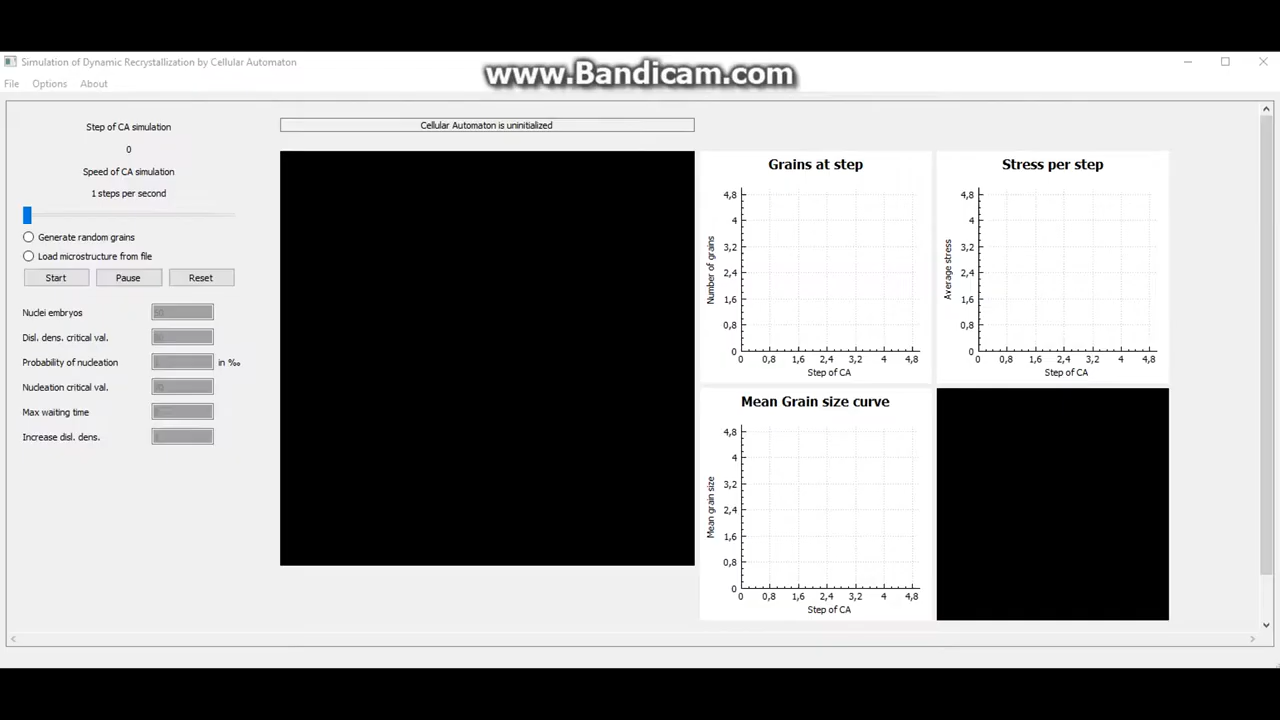 www.Bandicam.com
Simulation of Dynamic Recrystallization by Cellular Automaton
File Options About
Step of CA simulation
0
Speed of CA simulation
1 steps per second
Generate random grains
Load microstructure from file
Start Pause Reset
Nuclei embryos 50
Disl. dens. critical val.
Probability of nucleation in ‰
Nucleation critical val.
Max waiting time
Increase disl. dens.
Cellular Automaton is uninitialized
Grains at step
Number of grains
4,8
4
3,2
2,4
1,6
0,8
0
0 0,8 1,6 2,4 3,2 4 4,8
Step of CA
Stress per step
Average stress
4,8
4
3,2
2,4
1,6
0,8
0
0 0,8 1,6 2,4 3,2 4 4,8
Step of CA
Mean Grain size curve
Mean grain size
4,8
4
3,2
2,4
1,6
0,8
0
0 0,8 1,6 2,4 3,2 4 4,8
Step of CA